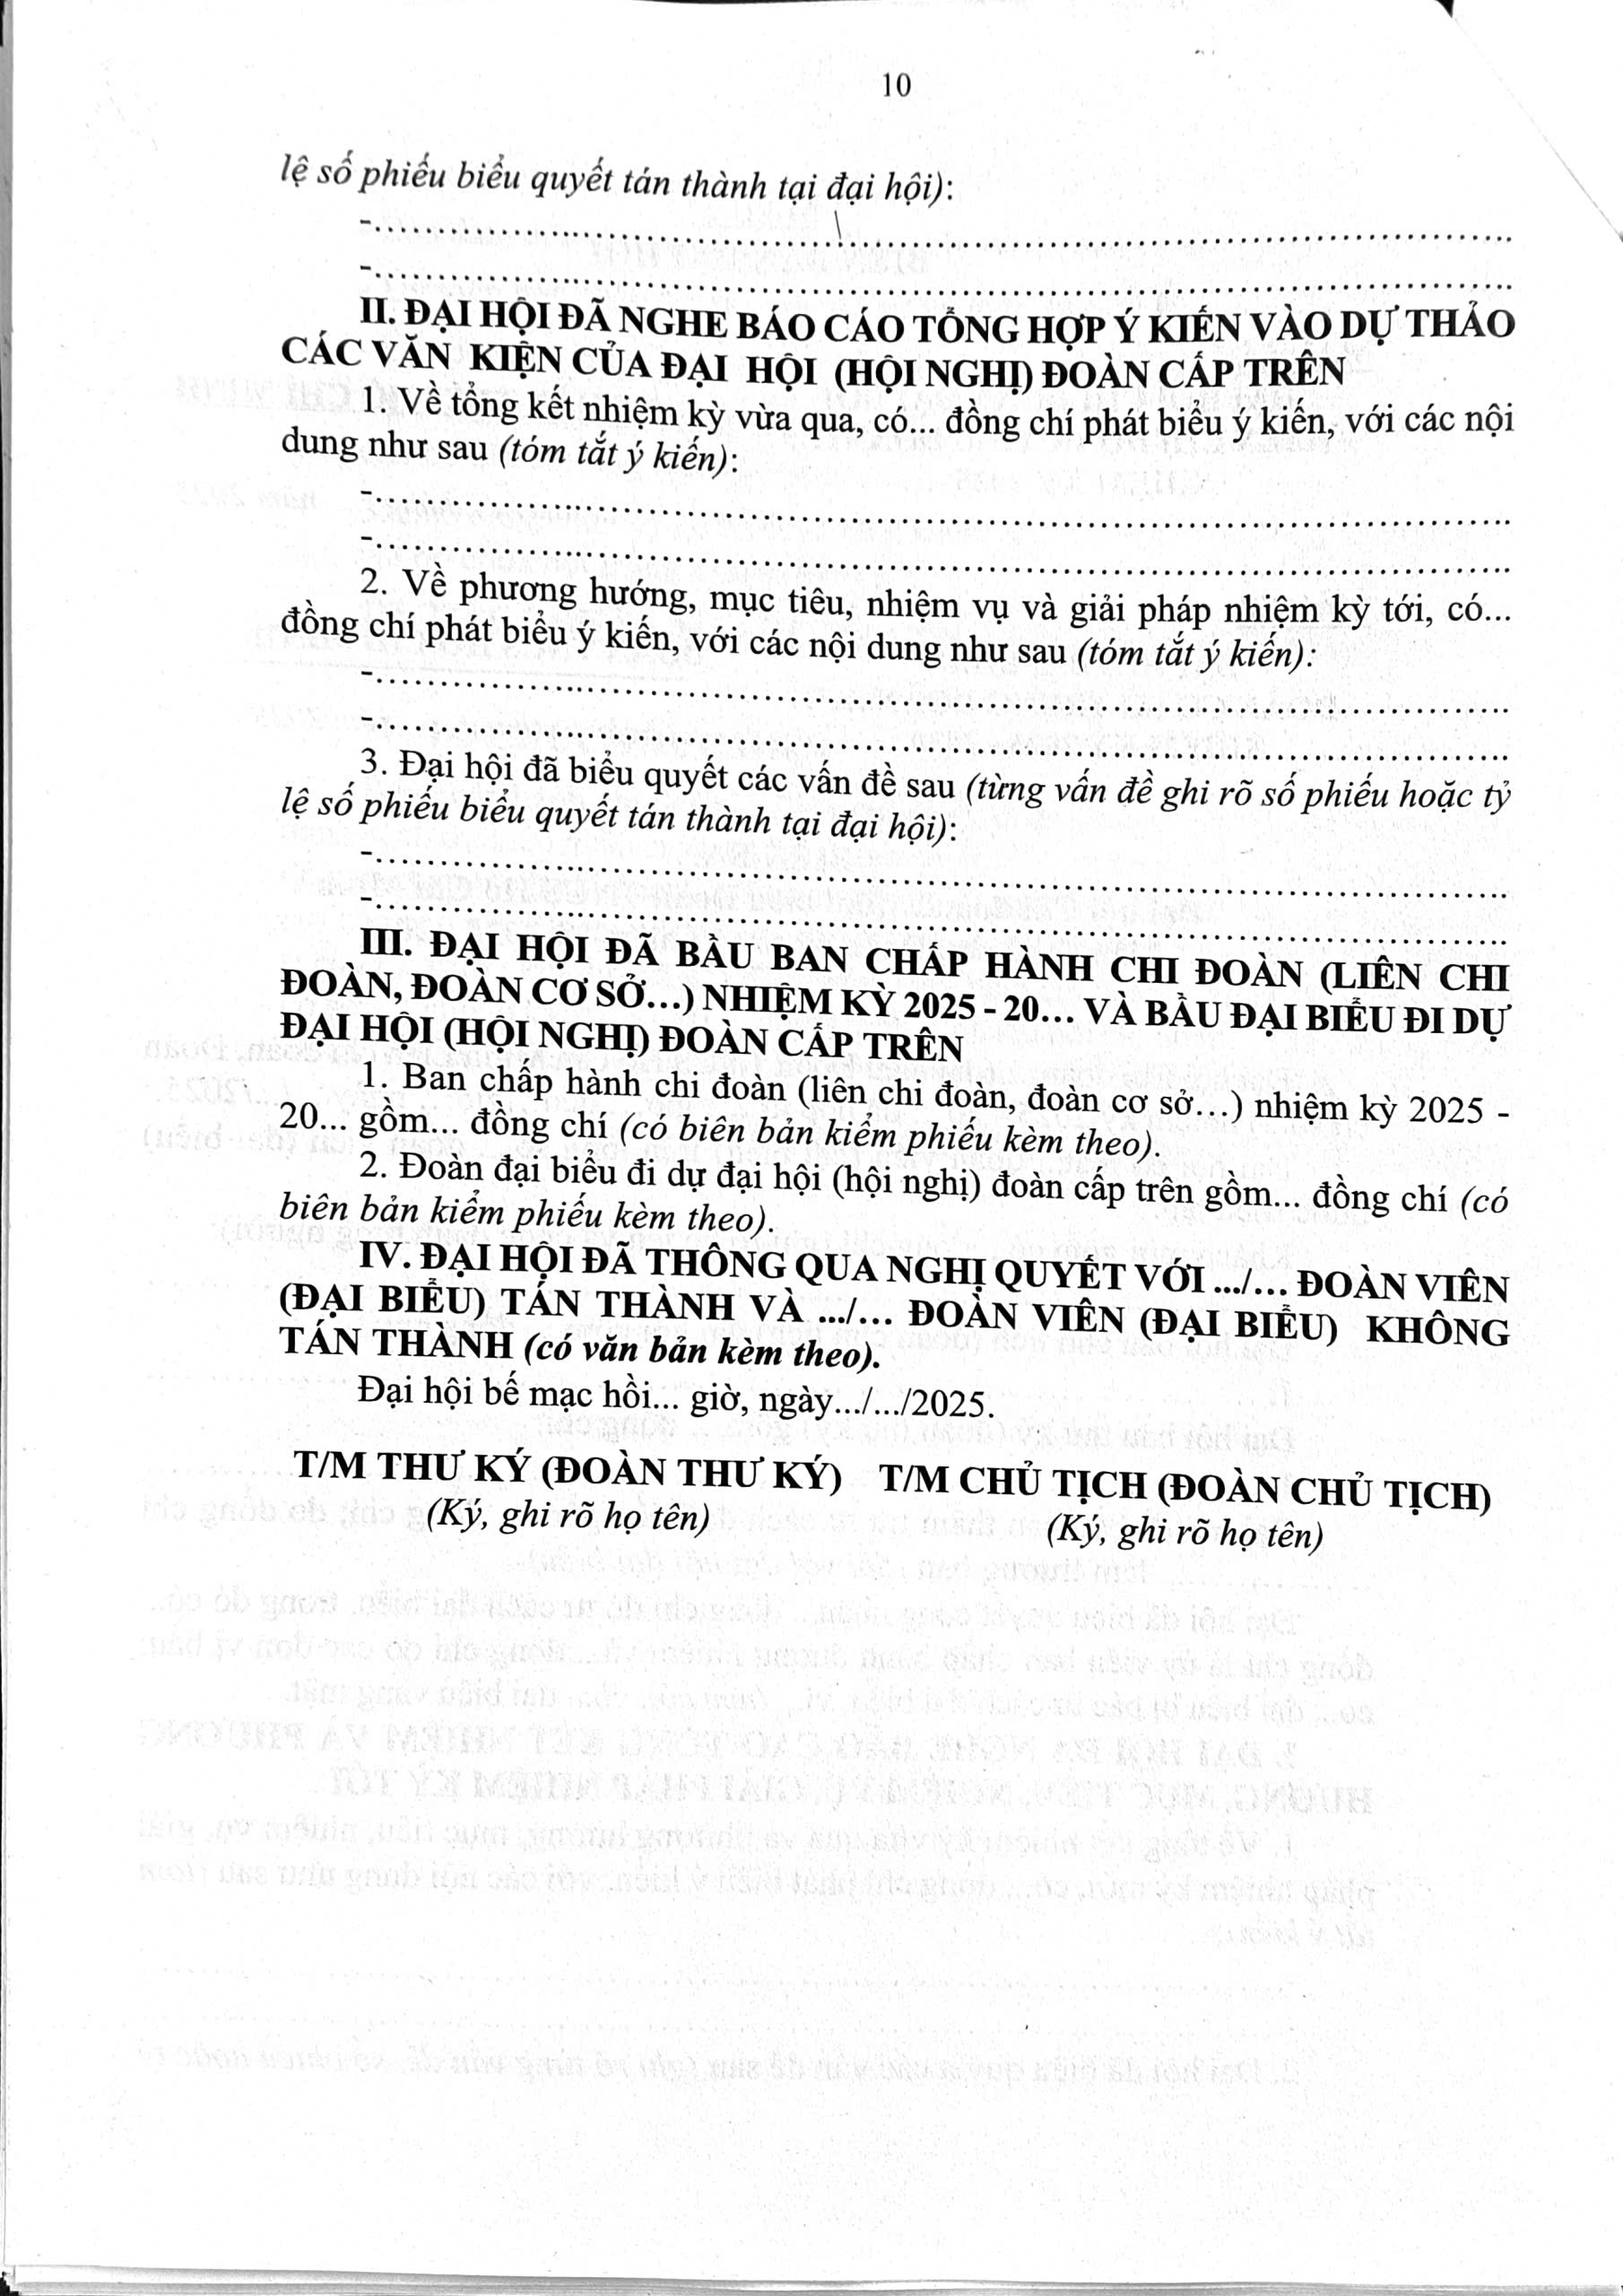 10
lệ số phiếu biểu quyết tán thành tại đại hội):
-........................................................................................................
-........................................................................................................
II. ĐẠI HỘI ĐÃ NGHE BÁO CÁO TỔNG HỢP Ý KIẾN VÀO DỰ THẢO
CÁC VĂN KIỆN CỦA ĐẠI HỘI (HỘI NGHỊ) ĐOÀN CẤP TRÊN
1. Về tổng kết nhiệm kỳ vừa qua, có... đồng chí phát biểu ý kiến, với các nội
dung như sau (tóm tắt ý kiến):
-........................................................................................................
-........................................................................................................
2. Về phương hướng, mục tiêu, nhiệm vụ và giải pháp nhiệm kỳ tới, có...
đồng chí phát biểu ý kiến, với các nội dung như sau (tóm tắt ý kiến):
-........................................................................................................
-........................................................................................................
3. Đại hội đã biểu quyết các vấn đề sau (từng vấn đề ghi rõ số phiếu hoặc tỷ
lệ số phiếu biểu quyết tán thành tại đại hội):
-........................................................................................................
-........................................................................................................
III. ĐẠI HỘI ĐÃ BẦU BAN CHẤP HÀNH CHI ĐOÀN (LIÊN CHI
ĐOÀN, ĐOÀN CƠ SỞ...) NHIỆM KỲ 2025 - 20... VÀ BẦU ĐẠI BIỂU ĐI DỰ
ĐẠI HỘI (HỘI NGHỊ) ĐOÀN CẤP TRÊN
1. Ban chấp hành chi đoàn (liên chi đoàn, đoàn cơ sở...) nhiệm kỳ 2025 -
20... gồm... đồng chí (có biên bản kiểm phiếu kèm theo).
2. Đoàn đại biểu đi dự đại hội (hội nghị) đoàn cấp trên gồm... đồng chí (có
biên bản kiểm phiếu kèm theo).
IV. ĐẠI HỘI ĐÃ THÔNG QUA NGHỊ QUYẾT VỚI .../... ĐOÀN VIÊN
(ĐẠI BIỂU) TÁN THÀNH VÀ .../... ĐOÀN VIÊN (ĐẠI BIỂU) KHÔNG
TÁN THÀNH (có văn bản kèm theo).
Đại hội bế mạc hồi... giờ, ngày.../.../2025.
T/M THƯ KÝ (ĐOÀN THƯ KÝ) T/M CHỦ TỊCH (ĐOÀN CHỦ TỊCH)
(Ký, ghi rõ họ tên) (Ký, ghi rõ họ tên)